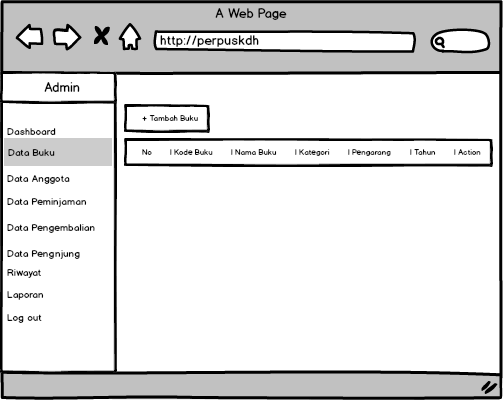 A Web Page
http://perpuskdh
Admin
Dashboard
Data Buku
Data Anggota
Data Peminjaman
Data Pengembalian
Data Pengnjung
Riwayat
Laporan
Log out
+ Tambah Buku
No | Kode Buku | Nama Buku | Kategori | Pengarang | Tahun | Action